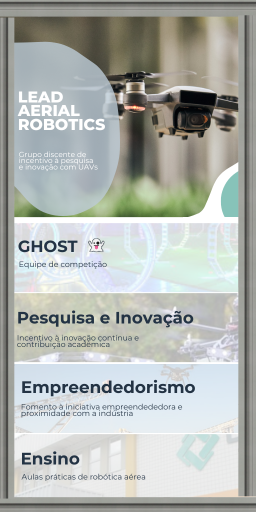 LEAD
AERIAL
ROBOTICS
Grupo discente de
incentivo à pesquisa
e inovação com UAVs
GHOST
Equipe de competição
Pesquisa e Inovação
Incentivo à inovação contínua e
contribuição acadêmica
Empreendedorismo
Fomento à iniciativa empreendededora e
proximidade com a indústria
Ensino
Aulas práticas de robótica aérea